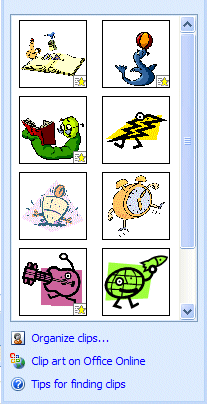 Organize clips...
Clip art on Office Online
Tips for finding clips